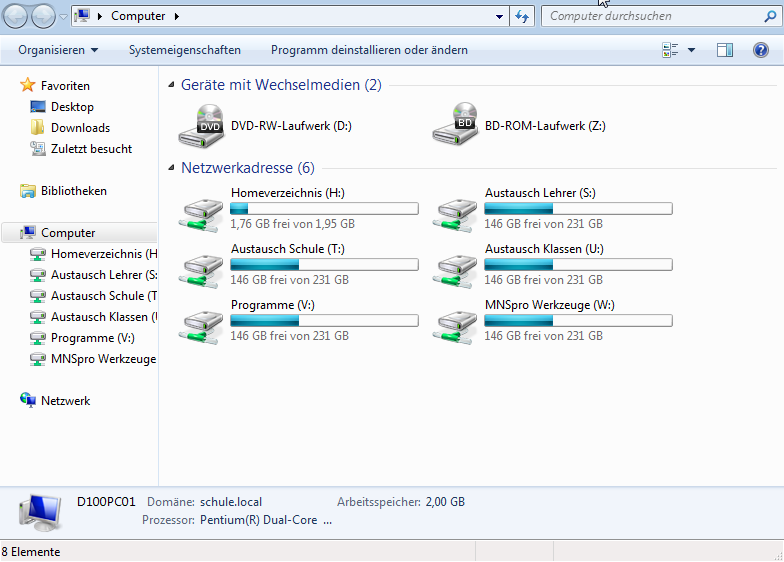 Computer
Computer durchsuchen
Organisieren
Systemeigenschaften
Programm deinstallieren oder ändern
Favoriten
Desktop
Downloads
Zuletzt besucht
Bibliotheken
Computer
Homeverzeichnis (H
Austausch Lehrer (S:
Austausch Schule (T
Austausch Klassen (U
Programme (V:)
MNSpro Werkzeuge
Netzwerk
Geräte mit Wechselmedien (2)
DVD
DVD-RW-Laufwerk (D:)
BD
BD-ROM-Laufwerk (Z:)
Netzwerkadresse (6)
Homeverzeichnis (H:)
1,76 GB frei von 1,95 GB
Austausch Lehrer (S:)
146 GB frei von 231 GB
Austausch Schule (T:)
146 GB frei von 231 GB
Austausch Klassen (U:)
146 GB frei von 231 GB
Programme (V:)
146 GB frei von 231 GB
MNSpro Werkzeuge (W:)
146 GB frei von 231 GB
D100PC01 Domäne: schule.local Arbeitsspeicher: 2,00 GB
Prozessor: Pentium(R) Dual-Core ...
8 Elemente